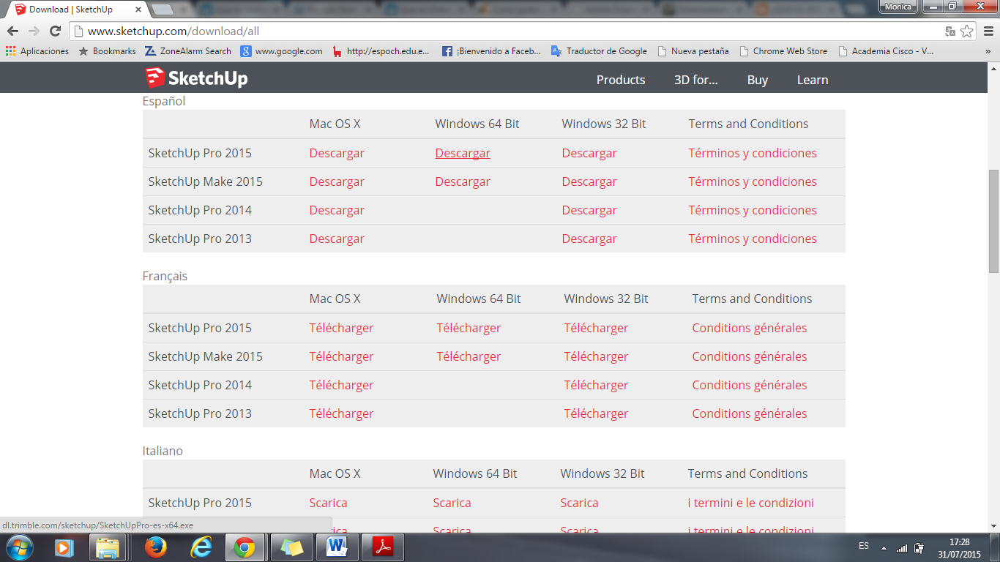 Download | SketchUp
Monica
www.sketchup.com/download/all
Aplicaciones Bookmarks ZoneAlarm Search www.google.com http://espoch.edu.e... ¡Bienvenido a Faceb... Traductor de Google Nueva pestaña Chrome Web Store Academia Cisco - V... »
SketchUp Products 3D for... Buy Learn
Español
Mac OS X Windows 64 Bit Windows 32 Bit Terms and Conditions
SketchUp Pro 2015 Descargar Descargar Descargar Términos y condiciones
SketchUp Make 2015 Descargar Descargar Descargar Términos y condiciones
SketchUp Pro 2014 Descargar Descargar Términos y condiciones
SketchUp Pro 2013 Descargar Descargar Términos y condiciones
Français
Mac OS X Windows 64 Bit Windows 32 Bit Terms and Conditions
SketchUp Pro 2015 Télécharger Télécharger Télécharger Conditions générales
SketchUp Make 2015 Télécharger Télécharger Télécharger Conditions générales
SketchUp Pro 2014 Télécharger Télécharger Conditions générales
SketchUp Pro 2013 Télécharger Télécharger Conditions générales
Italiano
Mac OS X Windows 64 Bit Windows 32 Bit Terms and Conditions
SketchUp Pro 2015 Scarica Scarica Scarica i termini e le condizioni
Scarica Scarica i termini e le condizioni
dl.trimble.com/sketchup/SketchUpPro-es-x64.exe
ES 17:28
31/07/2015